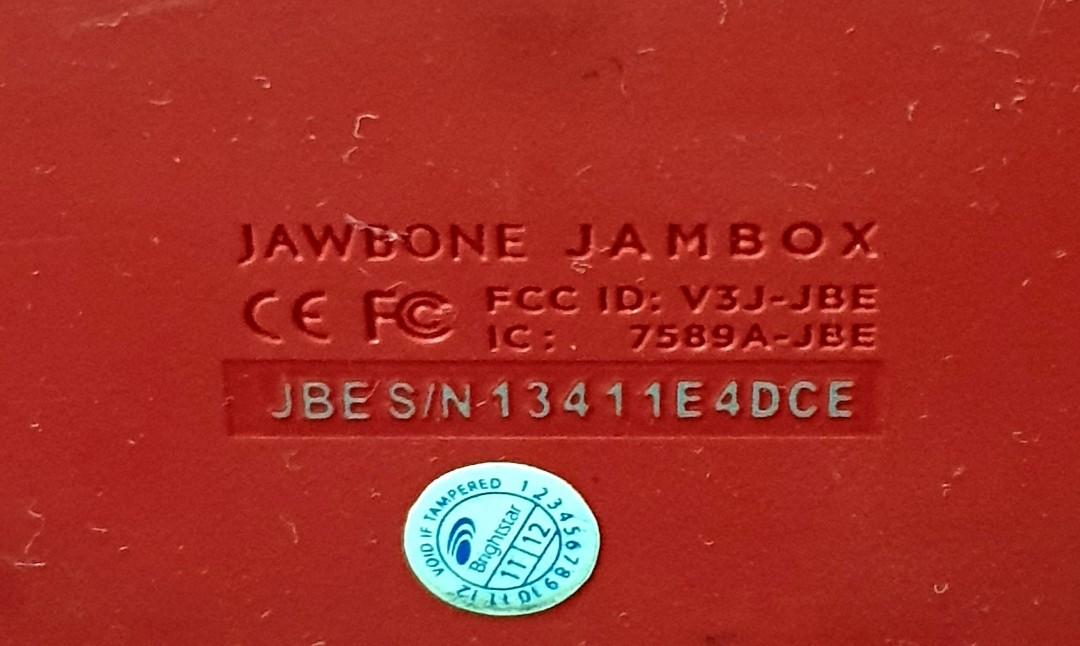 JAWBONE JAMBOX
CE FC FCC ID: V3J-JBE
IC: 7589A-JBE
JBE S/N 13411E4DCE
VOID IF TAMPERED 1 2 3 4 5 6 7 8 9 10 11 12
Brightstar
11 12